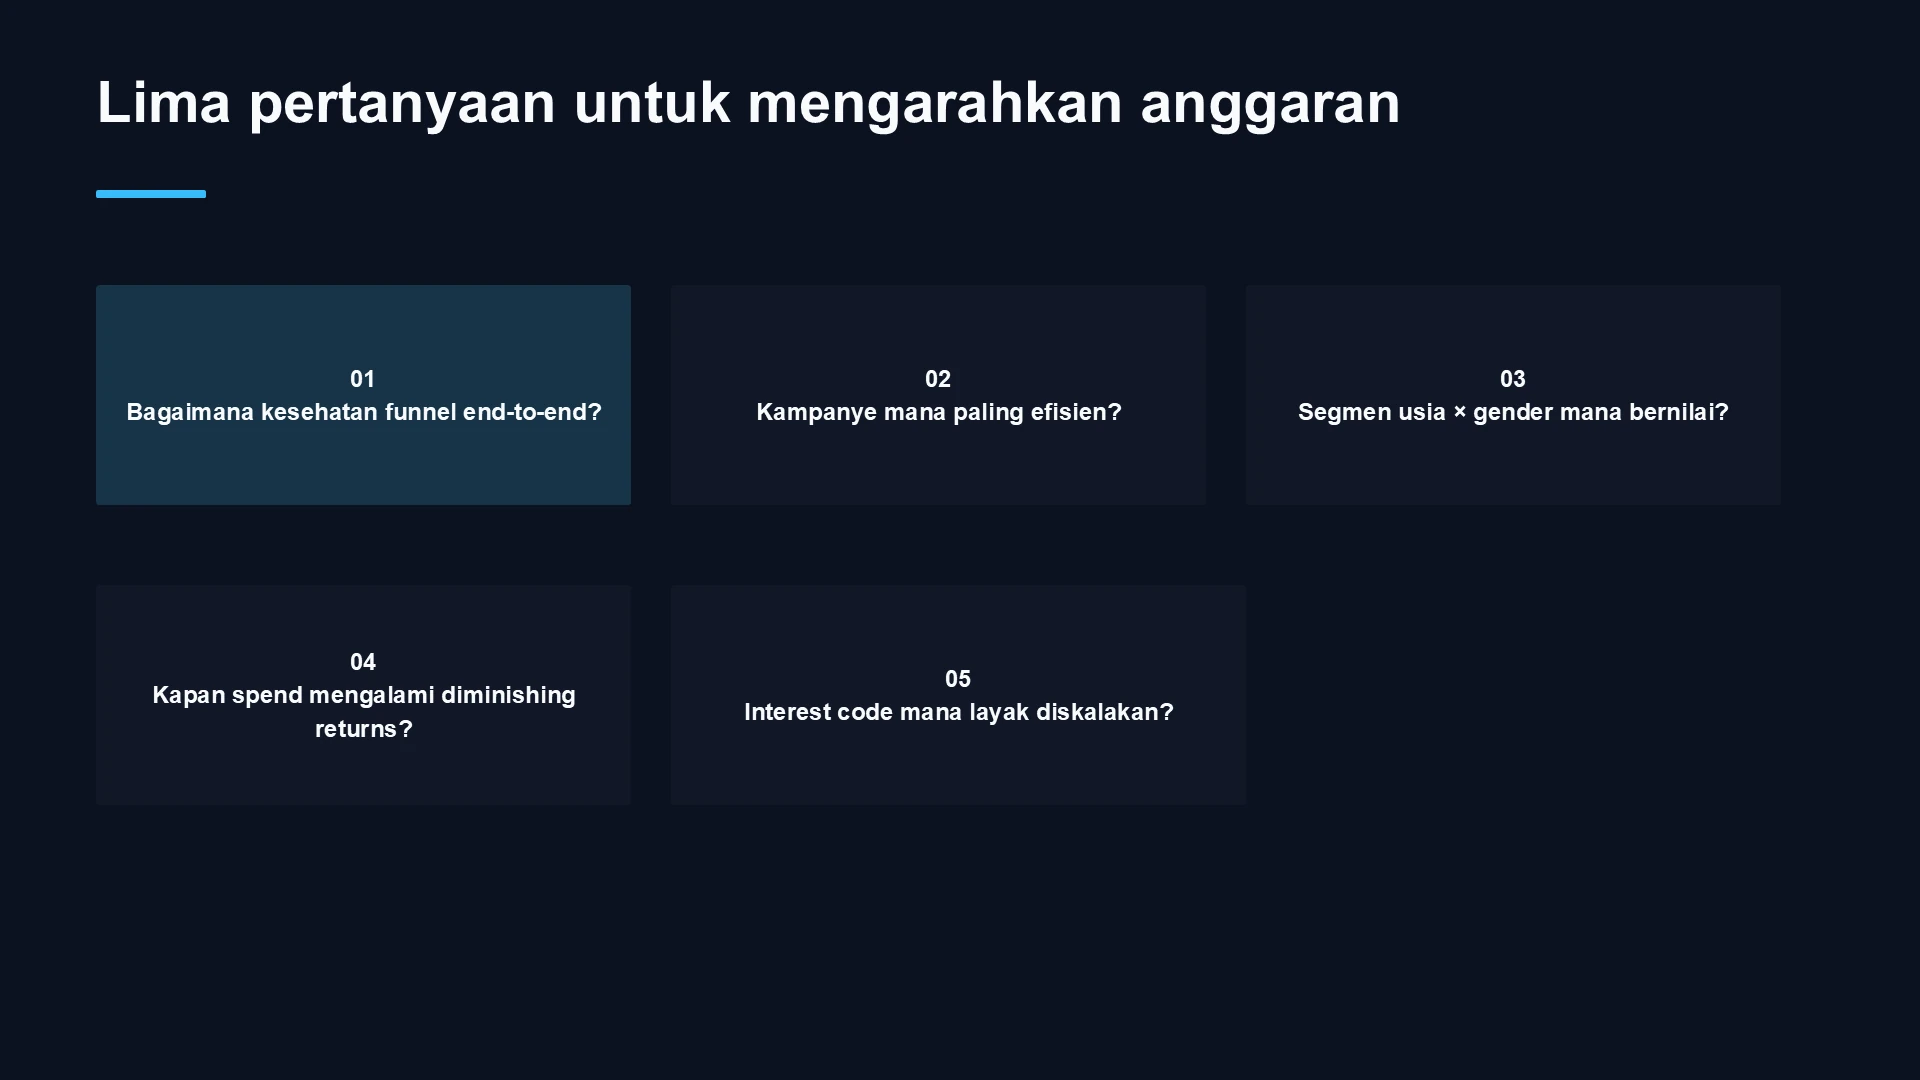 Lima pertanyaan untuk mengarahkan anggaran
01
Bagaimana kesehatan funnel end-to-end?
02
Kampanye mana paling efisien?
03
Segmen usia × gender mana bernilai?
04
Kapan spend mengalami diminishing
returns?
05
Interest code mana layak diskalakan?